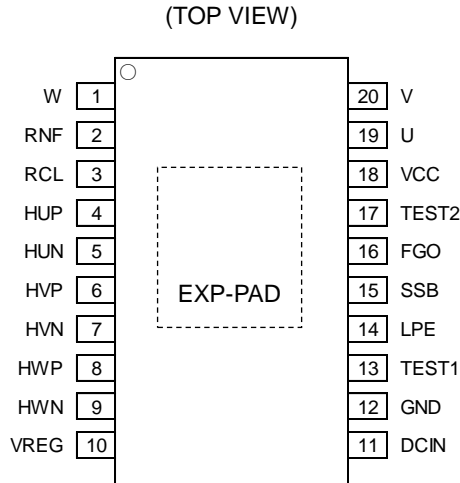 (TOP VIEW)
W 1 20 V
RNF 2 19 U
RCL 3 18 VCC
HUP 4 17 TEST2
HUN 5 16 FGO
HVP 6 EXP-PAD 15 SSB
HVN 7 14 LPE
HWP 8 13 TEST1
HWN 9 12 GND
VREG 10 11 DCIN